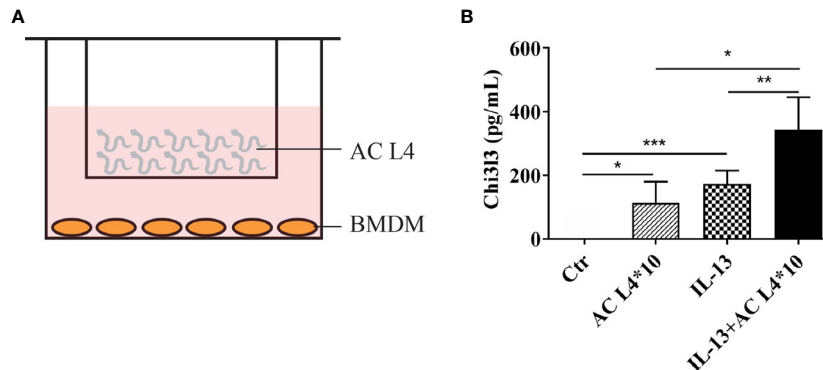 A
AC L4
BMDM
B
Chi3l3 (pg/mL)
600
400
200
0
*
**
***
*
Ctr
AC L4*10
IL-13
IL-13+AC L4*10